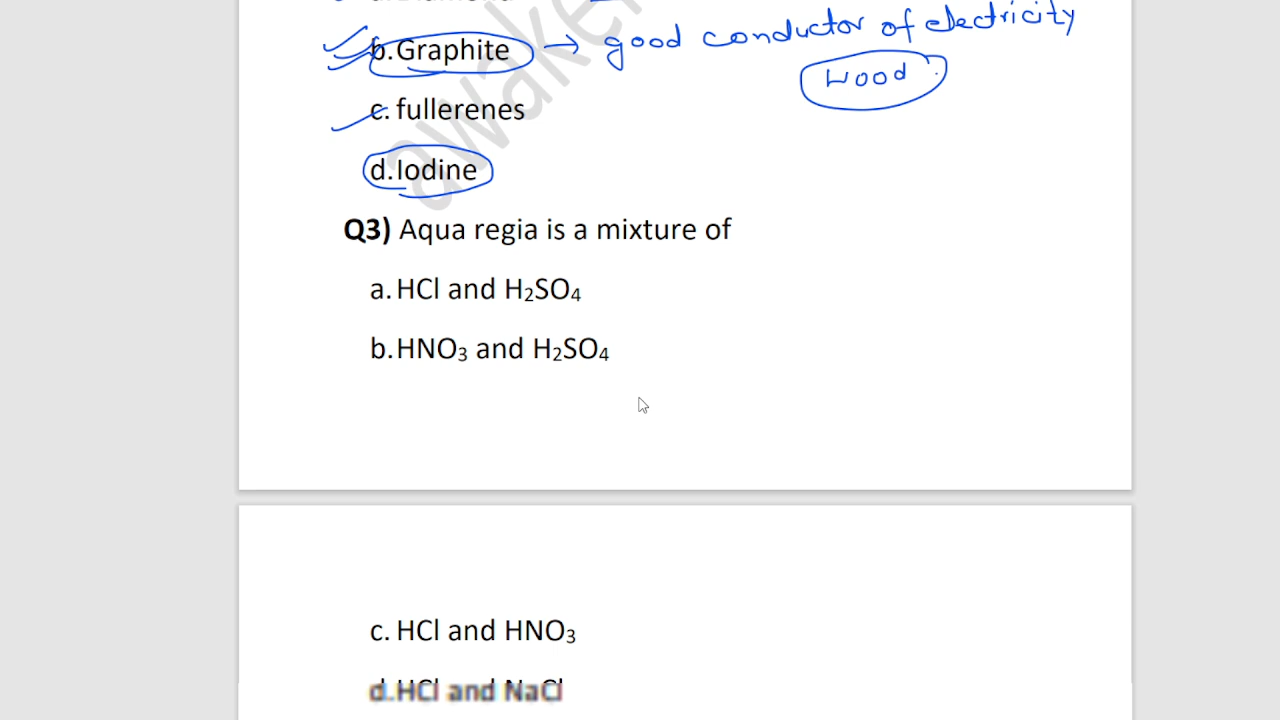 b. Graphite → good conductor of electricity
wood
c. fullerenes
d. Iodine
Q3) Aqua regia is a mixture of
a. HCl and H₂SO₄
b. HNO₃ and H₂SO₄
c. HCl and HNO₃
d. HCl and NaCl